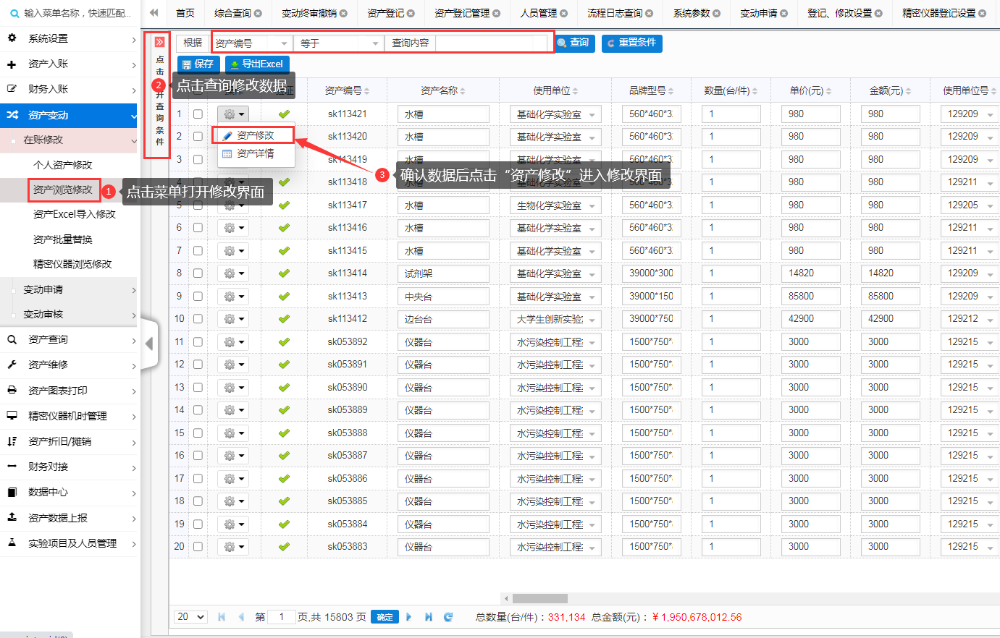 输入菜单名称，快速匹配...
首页 综合查询 变动终审撤销 资产登记 资产登记管理 人员管理 流程日志查询 系统参数 变动申请 登记、修改设置 精密仪器登记设置
系统设置
资产入账
财务入账
资产变动
在账修改
个人资产修改
资产浏览修改
资产Excel导入修改
资产批量替换
精密仪器浏览修改
变动申请
变动审核
资产查询
资产维修
资产图表打印
精密仪器机时管理
资产折旧/摊销
财务对接
数据中心
资产数据上报
实验项目及人员管理
1 点击菜单打开修改界面
点击
开查询条件
根据 资产编号 等于 查询内容 查询 重置条件
保存 导出Excel
2 点击查询修改数据
资产编号 资产名称 使用单位 品牌型号 数量(台/件) 单价(元) 金额(元) 使用单位号
1 sk113421 水槽 基础化学实验室 560*460*3 1 980 980 129209
资产修改
资产详情
2 sk113420 水槽 基础化学实验室 560*460*3 1 980 980 129209
3 sk113419 水槽 基础化学实验室 560*460*3 1 980 980 129209
3 确认数据后点击“资产修改”进入修改界面
4 sk113418 水槽 基础化学实验室 560*460*3 1 980 980 129211
5 sk113417 水槽 生物化学实验室 560*460*3 1 980 980 129205
6 sk113416 水槽 基础化学实验室 560*460*3 1 980 980 129211
7 sk113415 水槽 基础化学实验室 560*460*3 1 980 980 129211
8 sk113414 试剂架 基础化学实验室 39000*300 1 14820 14820 129209
9 sk113413 中央台 基础化学实验室 39000*150 1 85800 85800 129209
10 sk113412 边台台 大学生创新实验 39000*750 1 42900 42900 129212
11 sk053892 仪器台 水污染控制工程 1500*750* 1 3000 3000 129215
12 sk053891 仪器台 水污染控制工程 1500*750* 1 3000 3000 129215
13 sk053890 仪器台 水污染控制工程 1500*750* 1 3000 3000 129215
14 sk053889 仪器台 水污染控制工程 1500*750* 1 3000 3000 129215
15 sk053888 仪器台 水污染控制工程 1500*750* 1 3000 3000 129215
16 sk053887 仪器台 水污染控制工程 1500*750* 1 3000 3000 129215
17 sk053886 仪器台 水污染控制工程 1500*750* 1 3000 3000 129215
18 sk053885 仪器台 水污染控制工程 1500*750* 1 3000 3000 129215
19 sk053884 仪器台 水污染控制工程 1500*750* 1 3000 3000 129215
20 sk053883 仪器台 水污染控制工程 1500*750* 1 3000 3000 129215
20 第 1 页,共 15803 页 确定 总数量(台/件)：331,134 总金额(元)：￥1,950,678,012.56